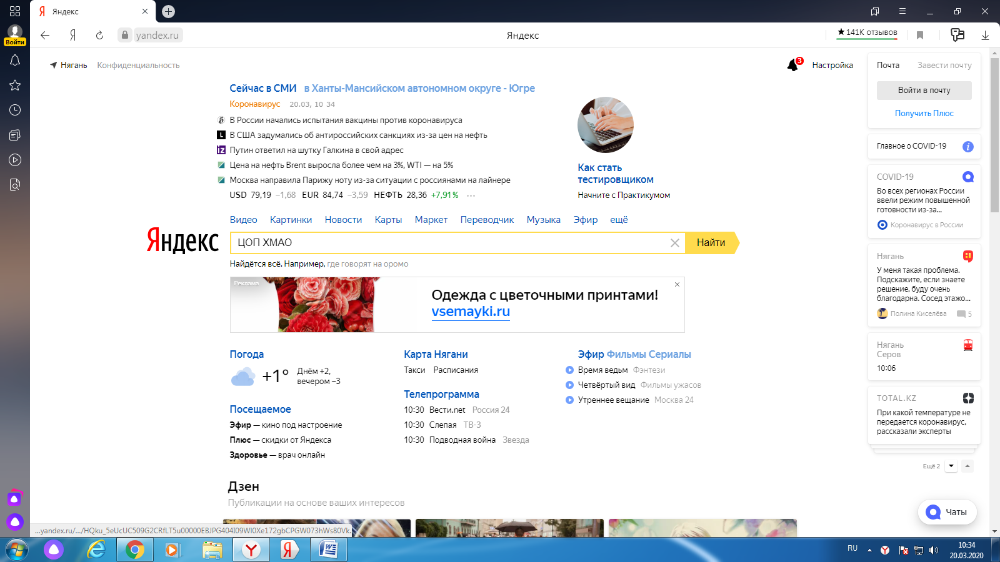 Яндекс
Войти
yandex.ru
Яндекс
★141K отзывов
Нягань Конфиденциальность
3
Настройка
Сейчас в СМИ в Ханты-Мансийском автономном округе - Югре
Коронавирус 20.03, 10 34
В России начались испытания вакцины против коронавируса
В США задумались об антироссийских санкциях из-за цен на нефть
Путин ответил на шутку Галкина в свой адрес
Цена на нефть Brent выросла более чем на 3%, WTI — на 5%
Москва направила Парижу ноту из-за ситуации с россиянами на лайнере
USD 79,19 −1,68 EUR 84,74 −3,59 НЕФТЬ 28,36 +7,91% ...
Как стать
тестировщиком
Начните с Практикумом
Видео Картинки Новости Карты Маркет Переводчик Музыка Эфир ещё
Яндекс
ЦОП ХМАО
Найти
Найдётся всё. Например, где говорят на оромо
Реклама
Одежда с цветочными принтами!
vsemayki.ru
Погода
+1°
Днём +2,
вечером −3
Посещаемое
Эфир — кино под настроение
Плюс — скидки от Яндекса
Здоровье — врач онлайн
Карта Нягани
Такси Расписания
Телепрограмма
10:30 Вести.net Россия 24
10:30 Слепая ТВ-3
10:30 Подводная война Звезда
Эфир Фильмы Сериалы
Время ведьм Фэнтези
Четвёртый вид Фильмы ужасов
Утреннее вещание Москва 24
Дзен
Публикации на основе ваших интересов
Почта Завести почту
Войти в почту
Получить Плюс
Главное о COVID-19
COVID-19
Во всех регионах России
ввели режим повышенной
готовности из-за...
Коронавирус в России
Нягань
У меня такая проблема.
Подскажите, если знаете
решение, буду очень
благодарна. Сосед этажо...
Полина Киселёва 5
Нягань
Серов
10:06
TOTAL.KZ
При какой температуре не
передается коронавирус,
рассказали эксперты
Ещё 2
Чаты
...yandex.ru/.../HQku_5eUcUC509G2CRfLT5u00000EBJPG404I09Wl0Xe172gbCPGW073hWs80Vk.
RU
10:34
20.03.2020